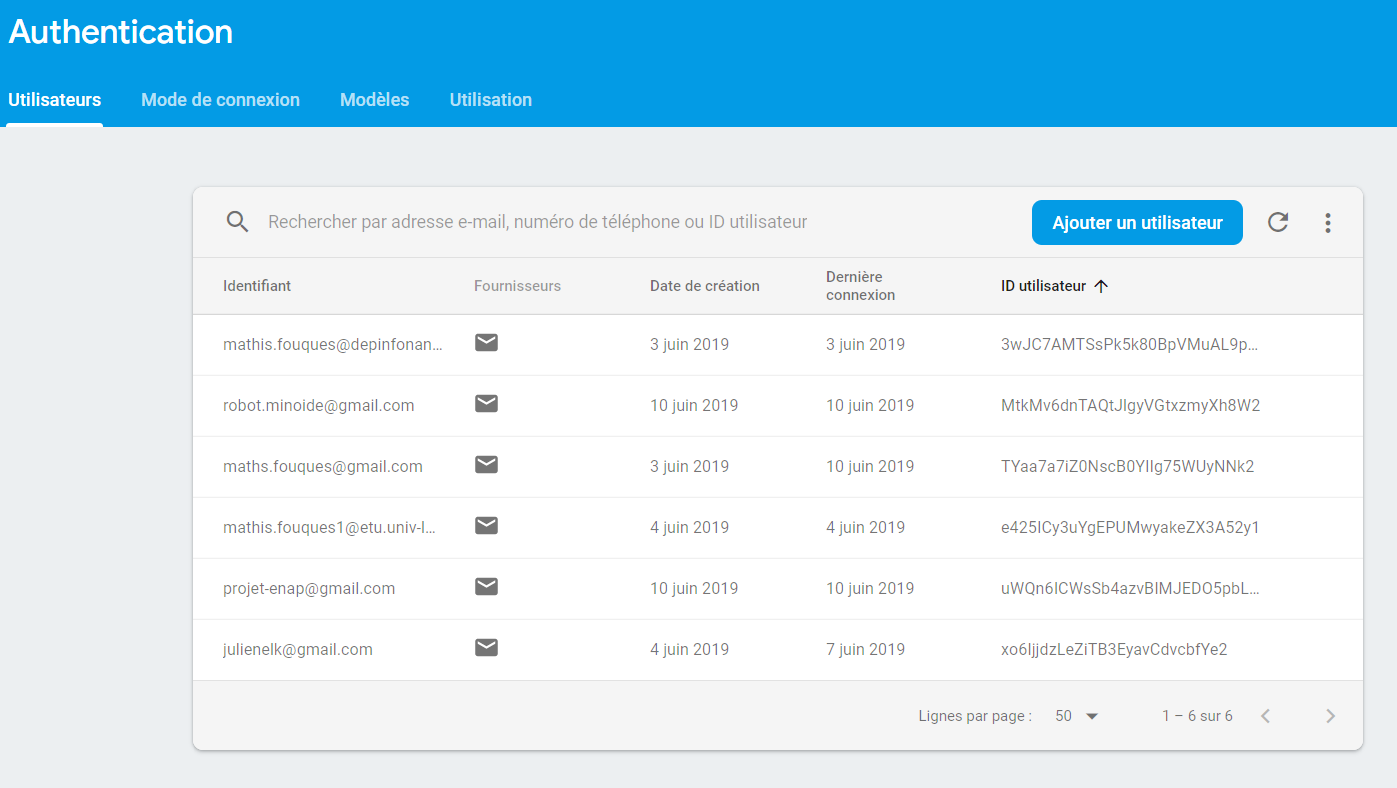 Authentication
Utilisateurs Mode de connexion Modèles Utilisation
Rechercher par adresse e-mail, numéro de téléphone ou ID utilisateur Ajouter un utilisateur
Identifiant Fournisseurs Date de création Dernière connexion ID utilisateur
mathis.fouques@depinfonan... 3 juin 2019 3 juin 2019 3wJC7AMTSsPk5k80BpVMuAL9p...
robot.minoide@gmail.com 10 juin 2019 10 juin 2019 MtkMv6dnTAQtJIgyVGtxzmyXh8W2
maths.fouques@gmail.com 3 juin 2019 10 juin 2019 TYaa7a7iZ0NscB0YIIg75WUyNNk2
mathis.fouques1@etu.univ-l... 4 juin 2019 4 juin 2019 e425ICy3uYgEPUMwyakeZX3A52y1
projet-enap@gmail.com 10 juin 2019 10 juin 2019 uWQn6ICWsSb4azvBIMJEDO5pbL...
julienelk@gmail.com 4 juin 2019 7 juin 2019 xo6ljjdzLeZiTB3EyavCdvcbfYe2
Lignes par page : 50 1 – 6 sur 6